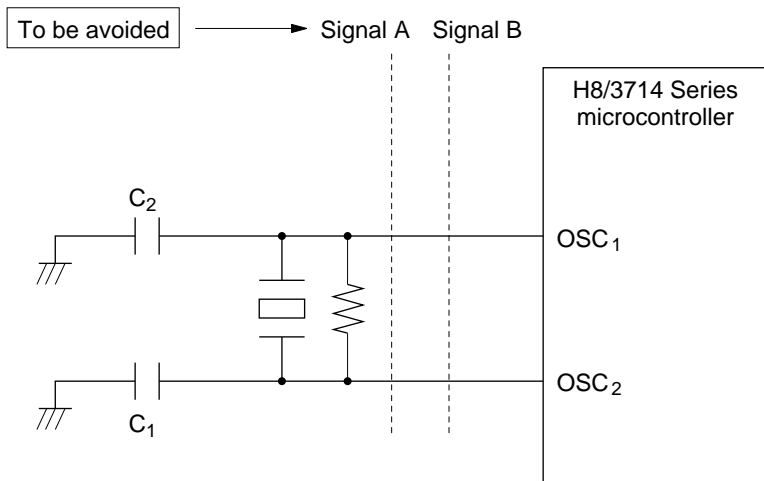 To be avoided
Signal A
Signal B
H8/3714 Series
microcontroller
C2
OSC1
OSC2
C1